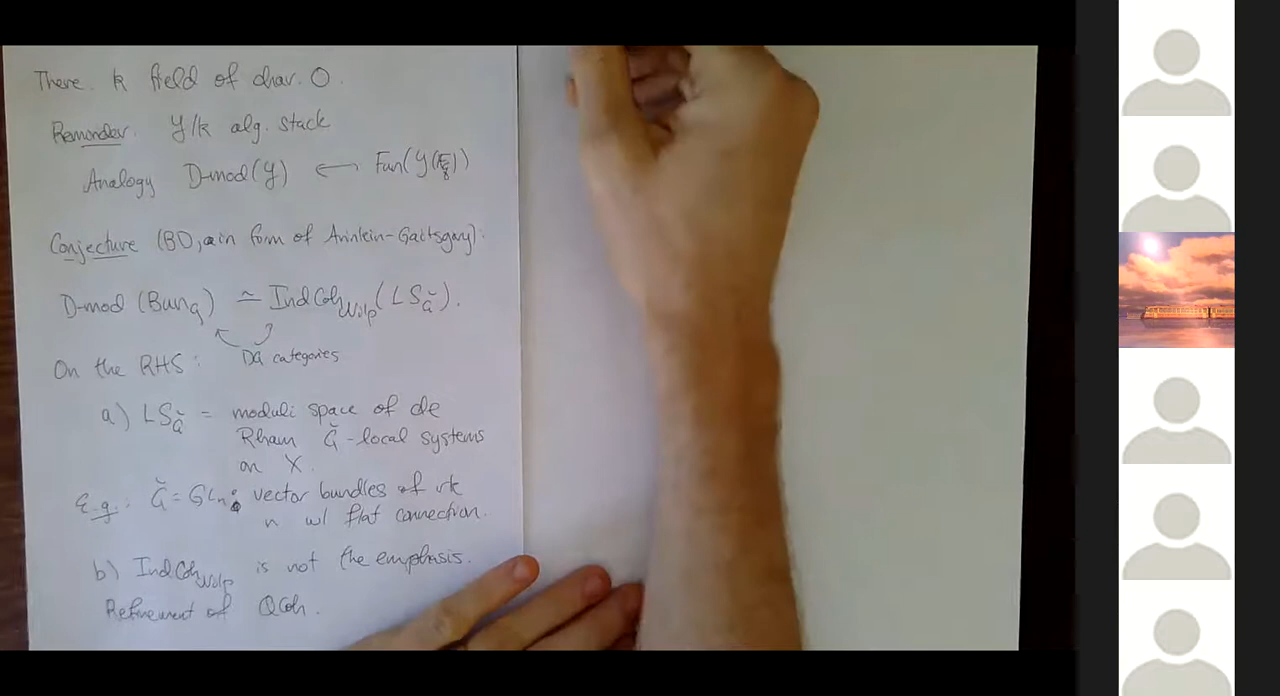 There. k field of char. 0.
Reminder. Y/k alg. stack
Analogy D-mod(Y) ⟵ Fun(Y(𝔽_q))
Conjecture (BD, in form of Arinkin-Gaitsgory):
D-mod (Bun_G) ≃ IndCoh_Nilp (LS_Ǧ).
DG categories
On the RHS:
a) LS_Ǧ = moduli space of de
Rham Ǧ-local systems
on X.
E.g.: Ǧ = GL_n: vector bundles of rk
n w/ flat connection.
b) IndCoh_Nilp is not the emphasis.
Refinement of QCoh.